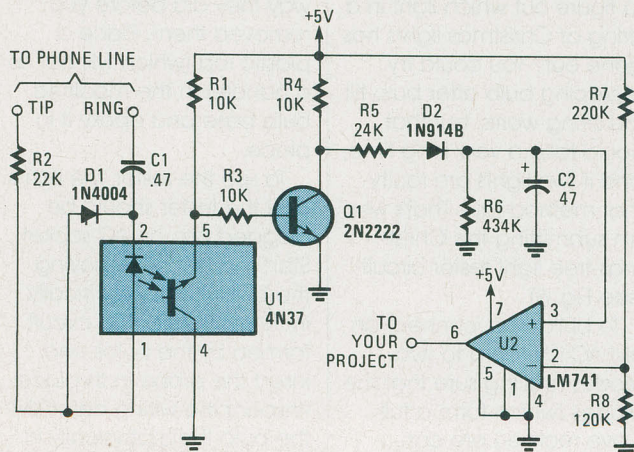 +5V
TO PHONE LINE
TIP
RING
R1
10K
R4
10K
R7
220K
R2
22K
D1
1N4004
C1
.47
R3
10K
R5
24K
D2
1N914B
+
C2
47
R6
434K
Q1
2N2222
2
5
U1
4N37
1
4
+5V
TO
YOUR
PROJECT
6
7
3
+
U2
2
−
5
1
4
LM741
R8
120K